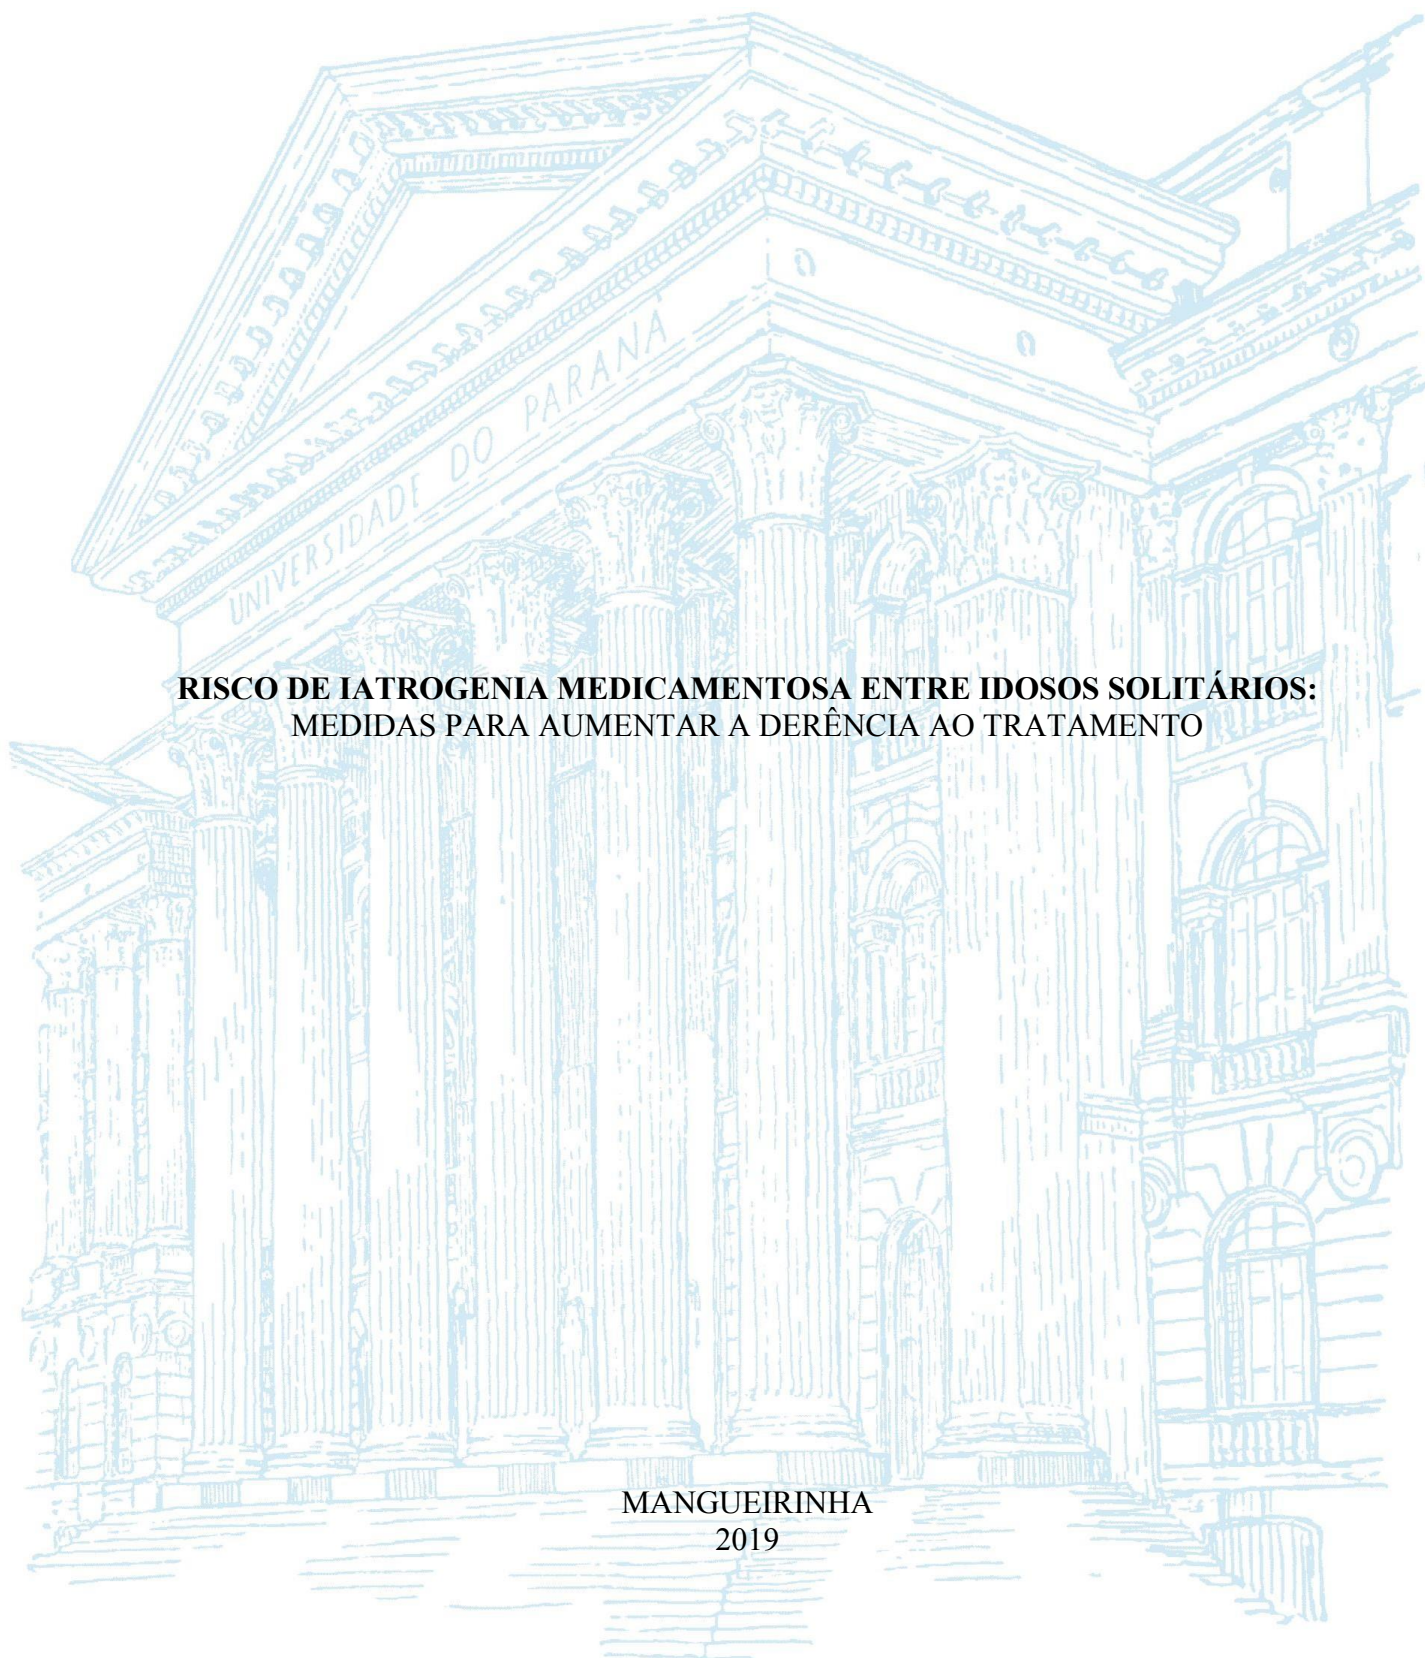 UNIVERSIDADE DO PARANÁ
RISCO DE IATROGENIA MEDICAMENTOSA ENTRE IDOSOS SOLITÁRIOS:
MEDIDAS PARA AUMENTAR A DERÊNCIA AO TRATAMENTO
MANGUEIRINHA
2019